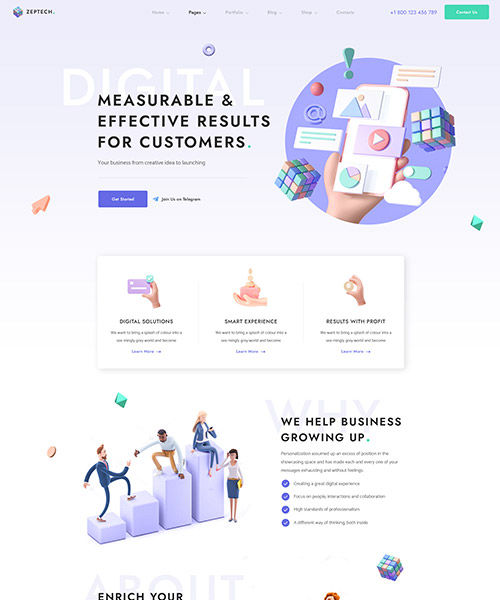 ZEPTECH.
Home Pages Portfolio Blog Shop Contacts
+1 800 123 456 789
Contact Us
DIGITAL
MEASURABLE &
EFFECTIVE RESULTS
FOR CUSTOMERS.
Your business from creative idea to launching
Get Started
Join Us on Telegram
DIGITAL SOLUTIONS
We want to bring a splash of colour into a
see mingly grey world and become
Learn More
SMART EXPERIENCE
We want to bring a splash of colour into a
see mingly grey world and become
Learn More
RESULTS WITH PROFIT
We want to bring a splash of colour into a
see mingly grey world and become
Learn More
WHY
WE HELP BUSINESS
GROWING UP.
Personalization assumed up an excess of position in the
showcasing space and has made each and every one of your
messages exhausting and without feelings.
Creating a great digital experience
Focus on people, interactions and collaboration
High standards of professionalism
A different way of thinking both inside
ABOUT
ENRICH YOUR